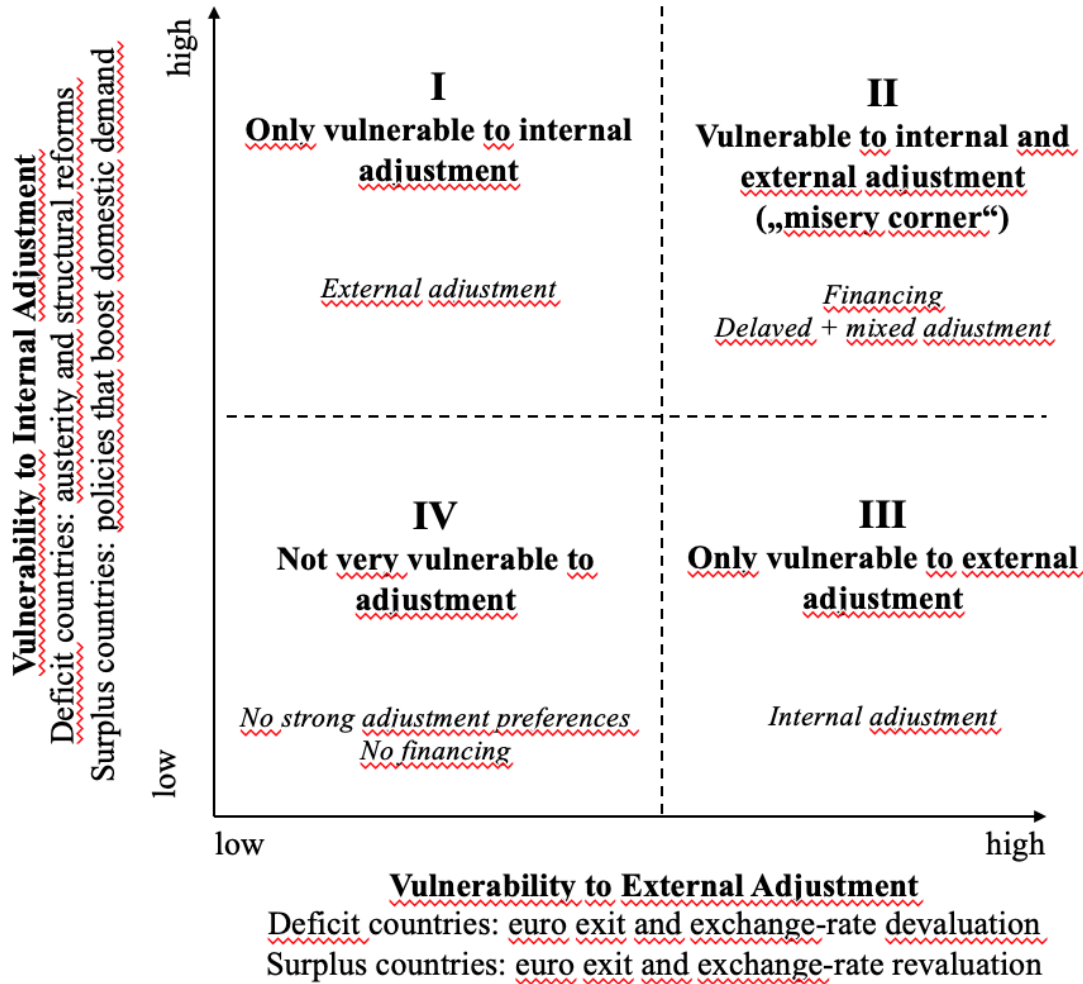 Vulnerability to Internal Adjustment
Deficit countries: austerity and structural reforms
Surplus countries: policies that boost domestic demand
high
low
I
Only vulnerable to internal
adjustment
External adjustment
II
Vulnerable to internal and
external adjustment
(„misery corner“)
Financing
Delayed + mixed adjustment
IV
Not very vulnerable to
adjustment
No strong adjustment preferences
No financing
III
Only vulnerable to external
adjustment
Internal adjustment
low
high
Vulnerability to External Adjustment
Deficit countries: euro exit and exchange-rate devaluation
Surplus countries: euro exit and exchange-rate revaluation